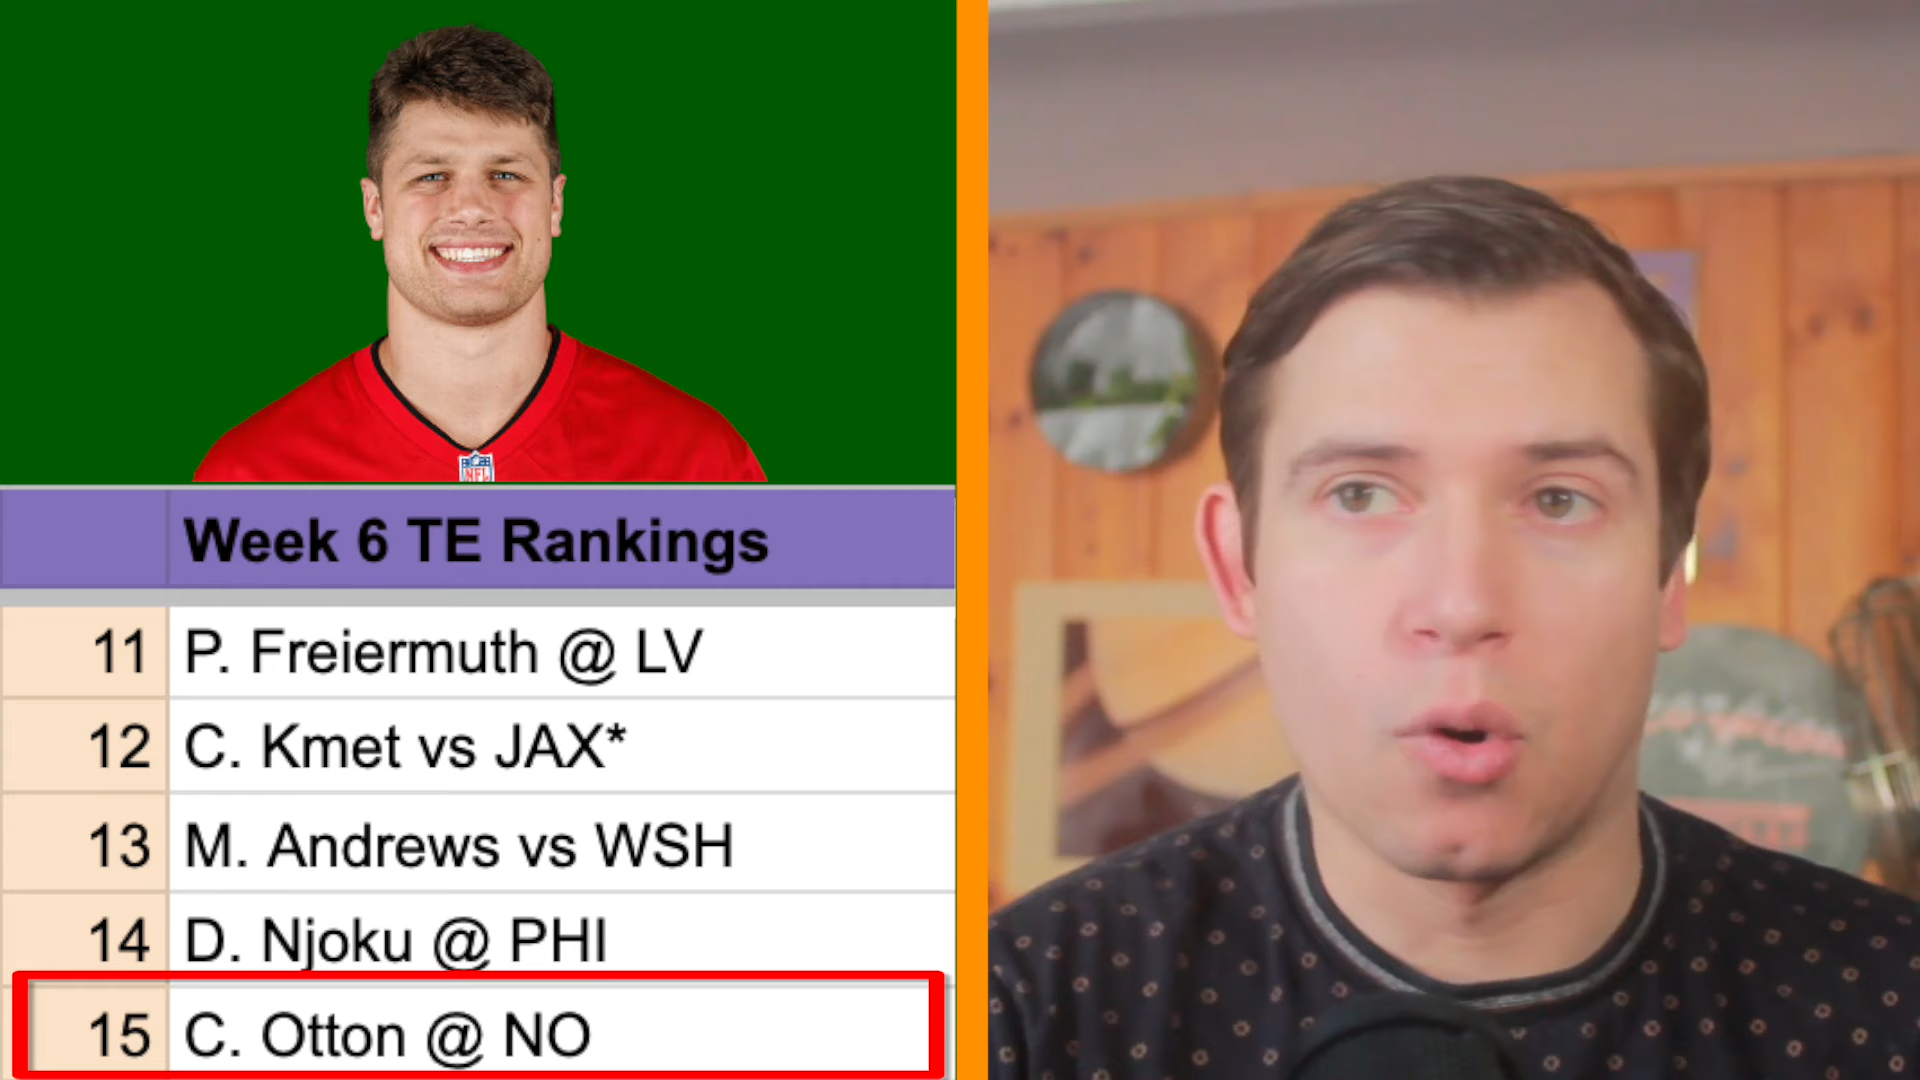 NFL
Week 6 TE Rankings
11 P. Freiermuth @ LV
12 C. Kmet vs JAX*
13 M. Andrews vs WSH
14 D. Njoku @ PHI
15 C. Otton @ NO